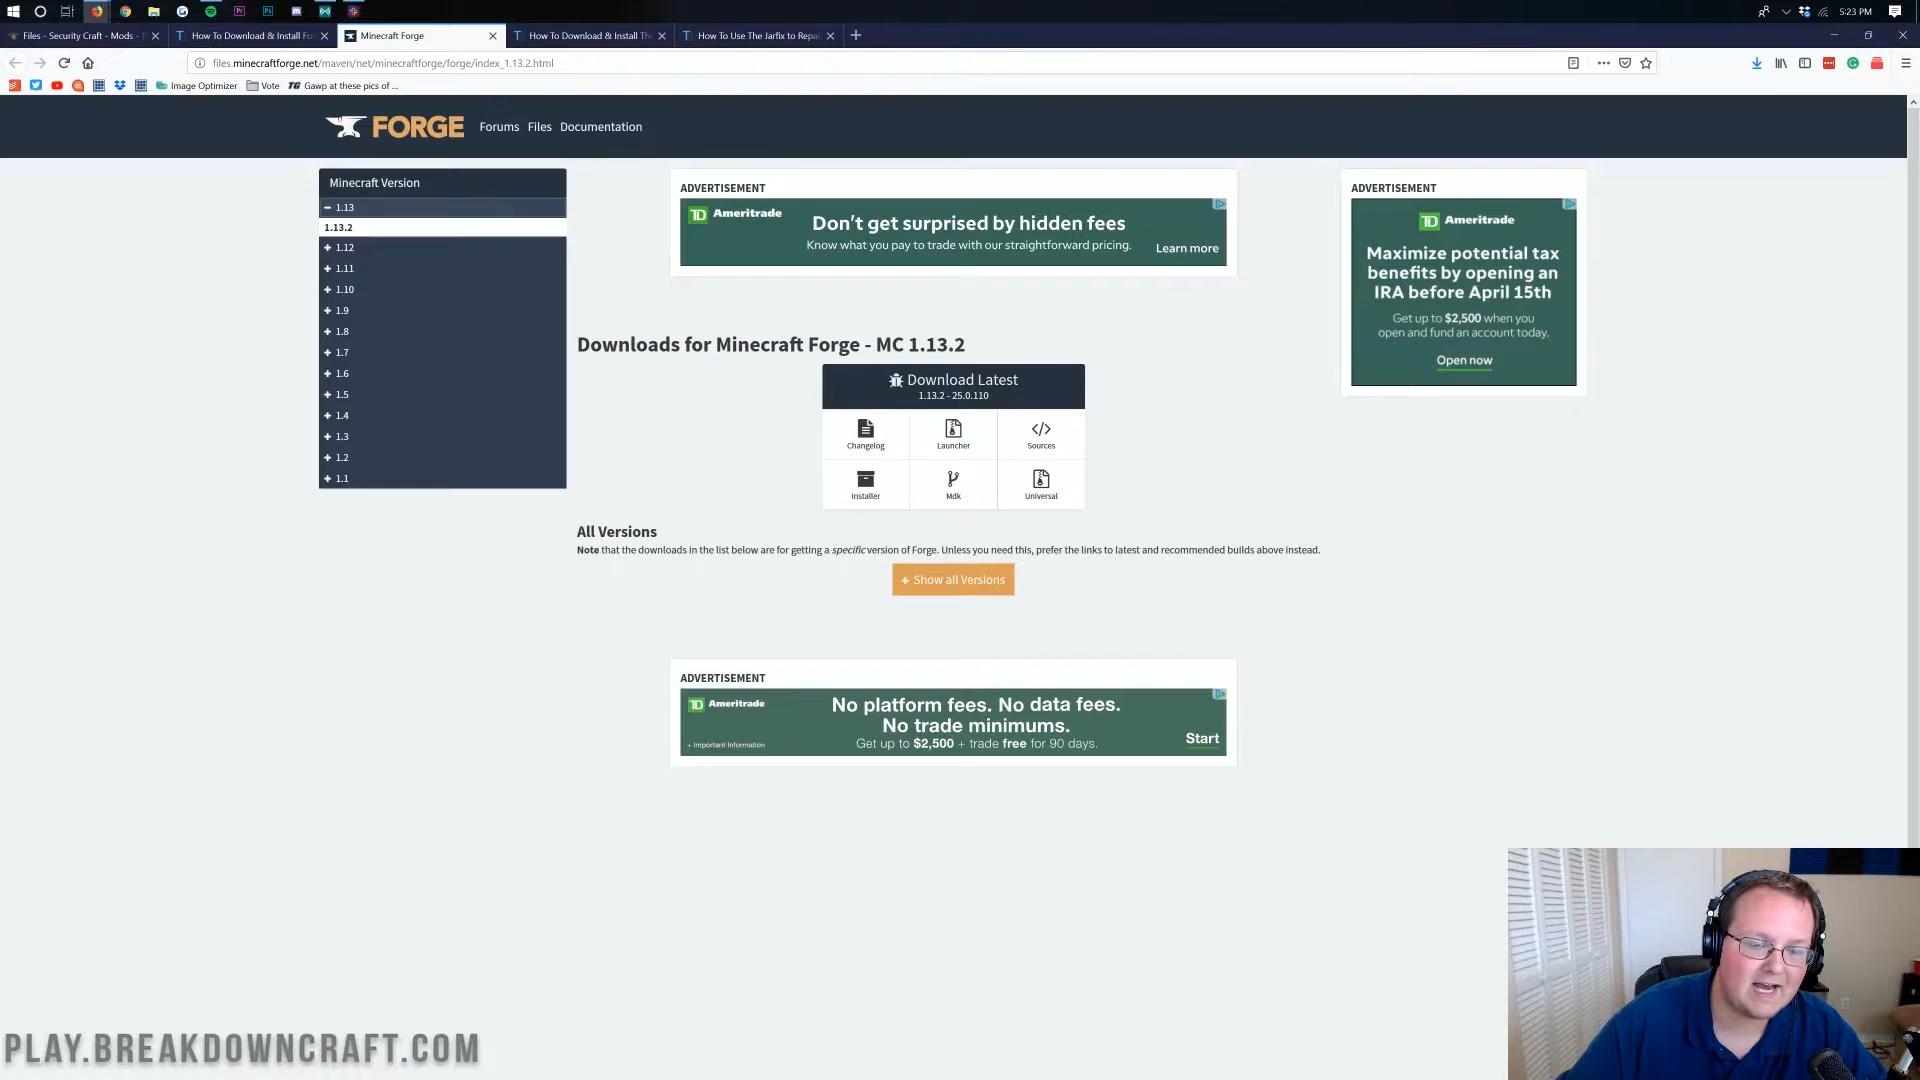 5:23 PM
Files - Security Craft - Mods -
How To Download & Install Fo
Minecraft Forge
How To Download & Install Th
How To Use The Jarfix to Repai
files.minecraftforge.net/maven/net/minecraftforge/forge/index_1.13.2.html
Image Optimizer
Vote
TG Gawp at these pics of ...
FORGE
Forums
Files
Documentation
Minecraft Version
1.13
1.13.2
1.12
1.11
1.10
1.9
1.8
1.7
1.6
1.5
1.4
1.3
1.2
1.1
ADVERTISEMENT
TD Ameritrade
Don't get surprised by hidden fees
Know what you pay to trade with our straightforward pricing.
Learn more
ADVERTISEMENT
TD Ameritrade
Maximize potential tax
benefits by opening an
IRA before April 15th
Get up to $2,500 when you
open and fund an account today.
Open now
Downloads for Minecraft Forge - MC 1.13.2
Download Latest
1.13.2 - 25.0.110
Changelog
Launcher
Sources
Installer
Mdk
Universal
All Versions
Note that the downloads in the list below are for getting a specific version of Forge. Unless you need this, prefer the links to latest and recommended builds above instead.
+ Show all Versions
ADVERTISEMENT
TD Ameritrade
No platform fees. No data fees.
No trade minimums.
Get up to $2,500 + trade free for 90 days.
+ Important Information
Start
PLAY.BREAKDOWNCRAFT.COM